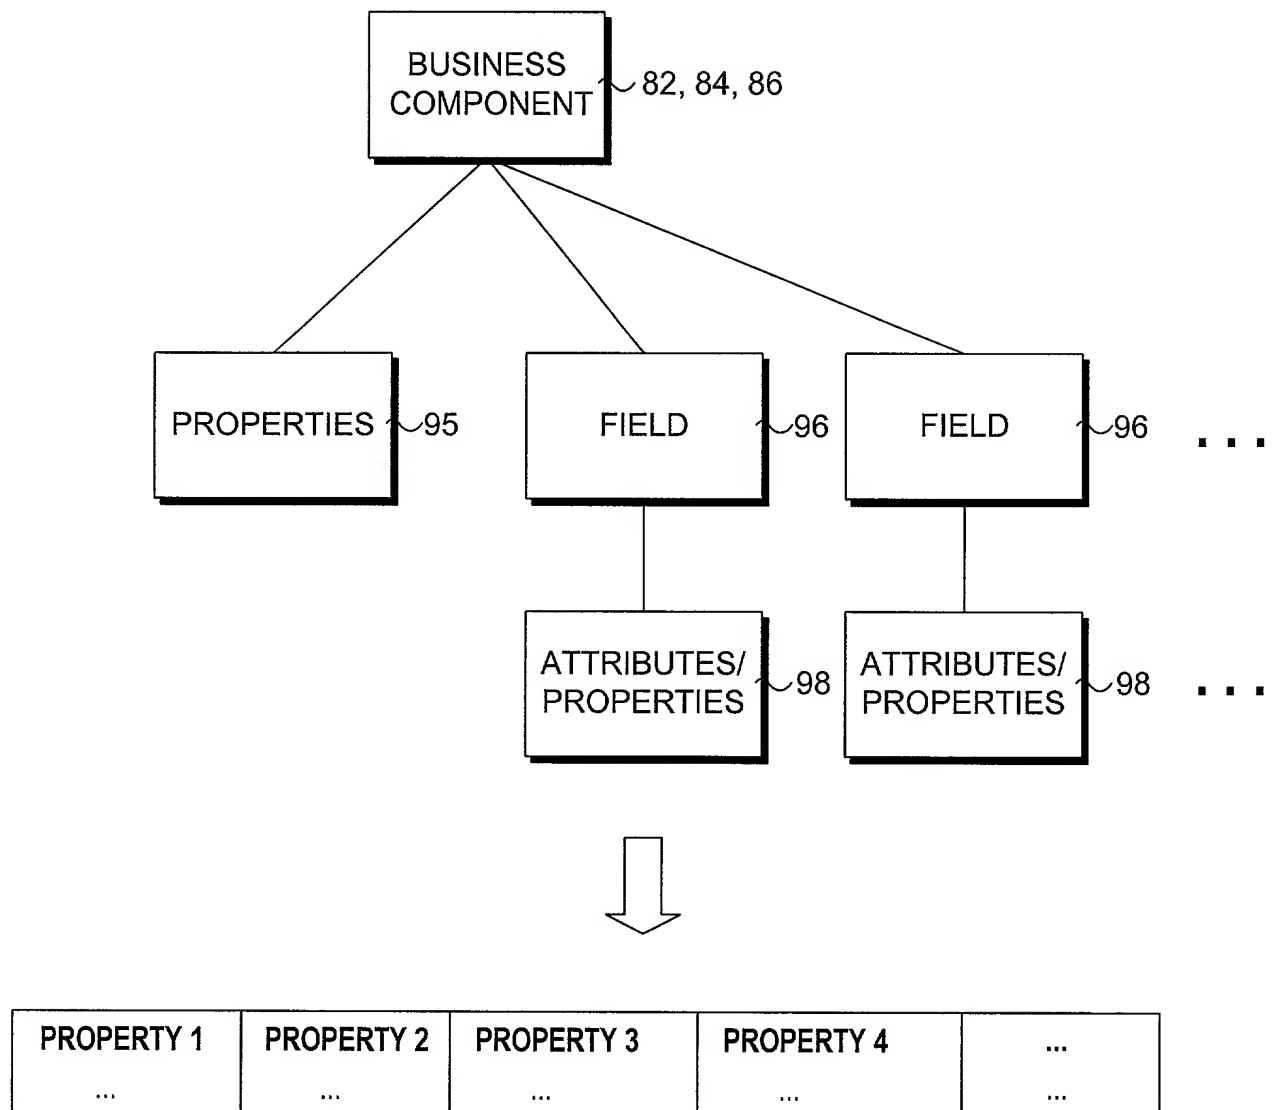 BUSINESS
COMPONENT
82, 84, 86
PROPERTIES
95
FIELD
96
FIELD
96
...
ATTRIBUTES/
PROPERTIES
98
ATTRIBUTES/
PROPERTIES
98
...
PROPERTY 1 PROPERTY 2 PROPERTY 3 PROPERTY 4 ...
... ... ... ... ...